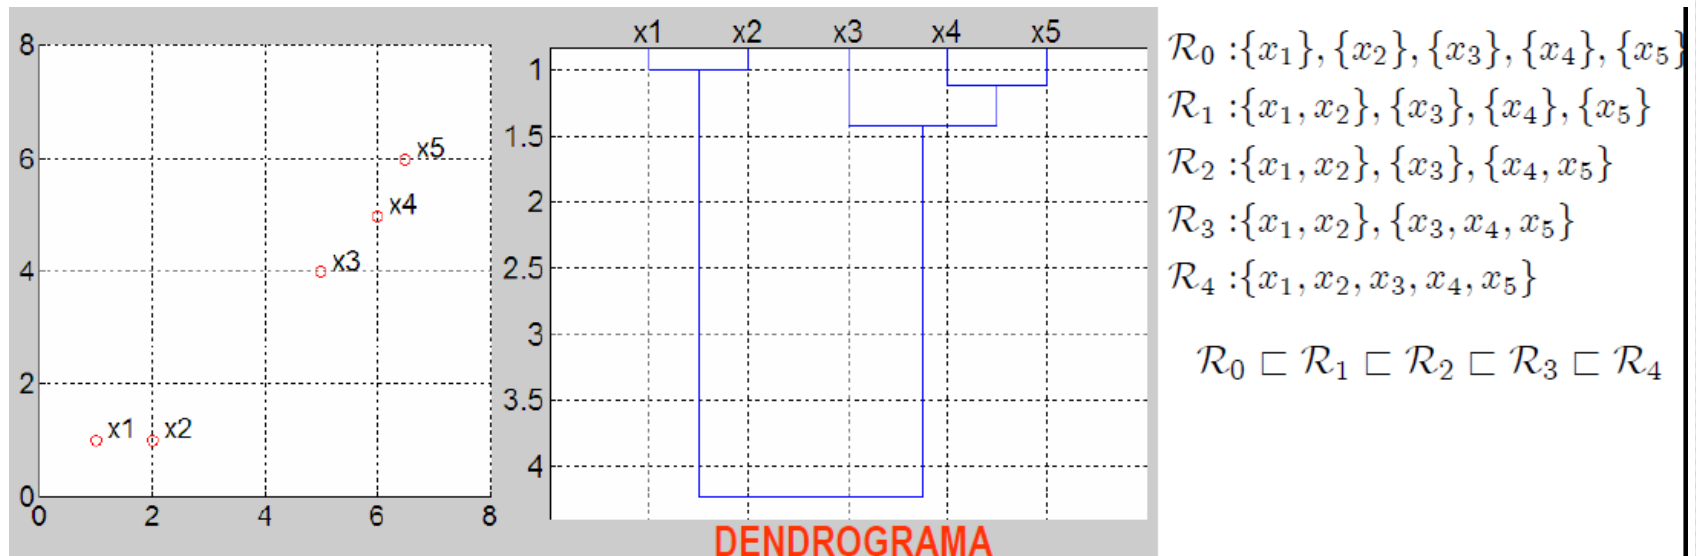 8
6
4
2
0
0 2 4 6 8
x5
x4
x3
x1 x2
x1 x2 x3 x4 x5
1
1.5
2
2.5
3
3.5
4
DENDROGRAMA
ℛ₀ :{x₁}, {x₂}, {x₃}, {x₄}, {x₅}
ℛ₁ :{x₁, x₂}, {x₃}, {x₄}, {x₅}
ℛ₂ :{x₁, x₂}, {x₃}, {x₄, x₅}
ℛ₃ :{x₁, x₂}, {x₃, x₄, x₅}
ℛ₄ :{x₁, x₂, x₃, x₄, x₅}
ℛ₀ ⊏ ℛ₁ ⊏ ℛ₂ ⊏ ℛ₃ ⊏ ℛ₄